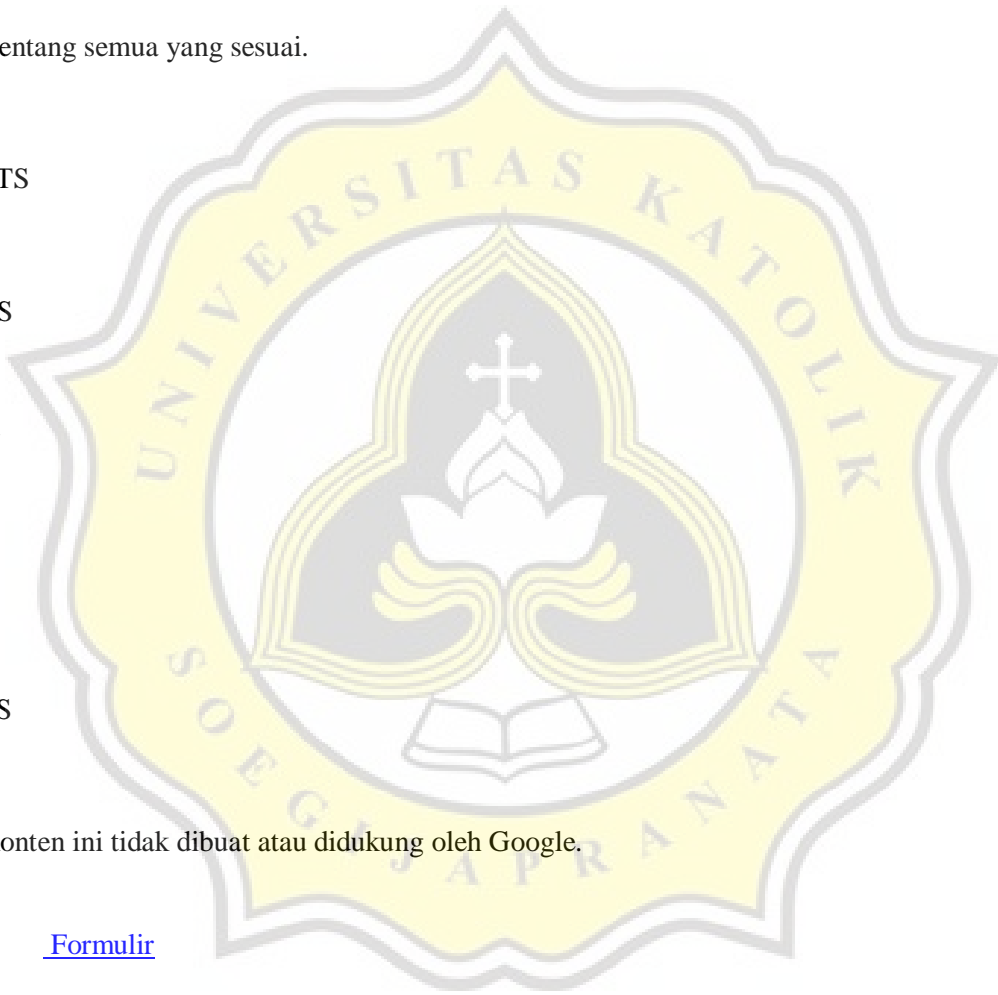 entang semua yang sesuai.
TS
S
S
onten ini tidak dibuat atau didukung oleh Google.
Formulir
UNIVERSITAS KATOLIK
SOEGIJAPRANATA